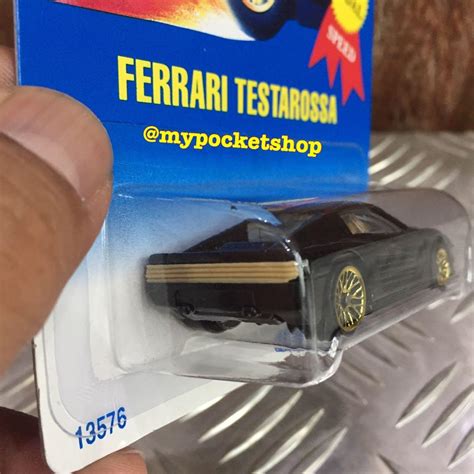 SPEED
FERRARI TESTAROSSA
@mypocketshop
13576